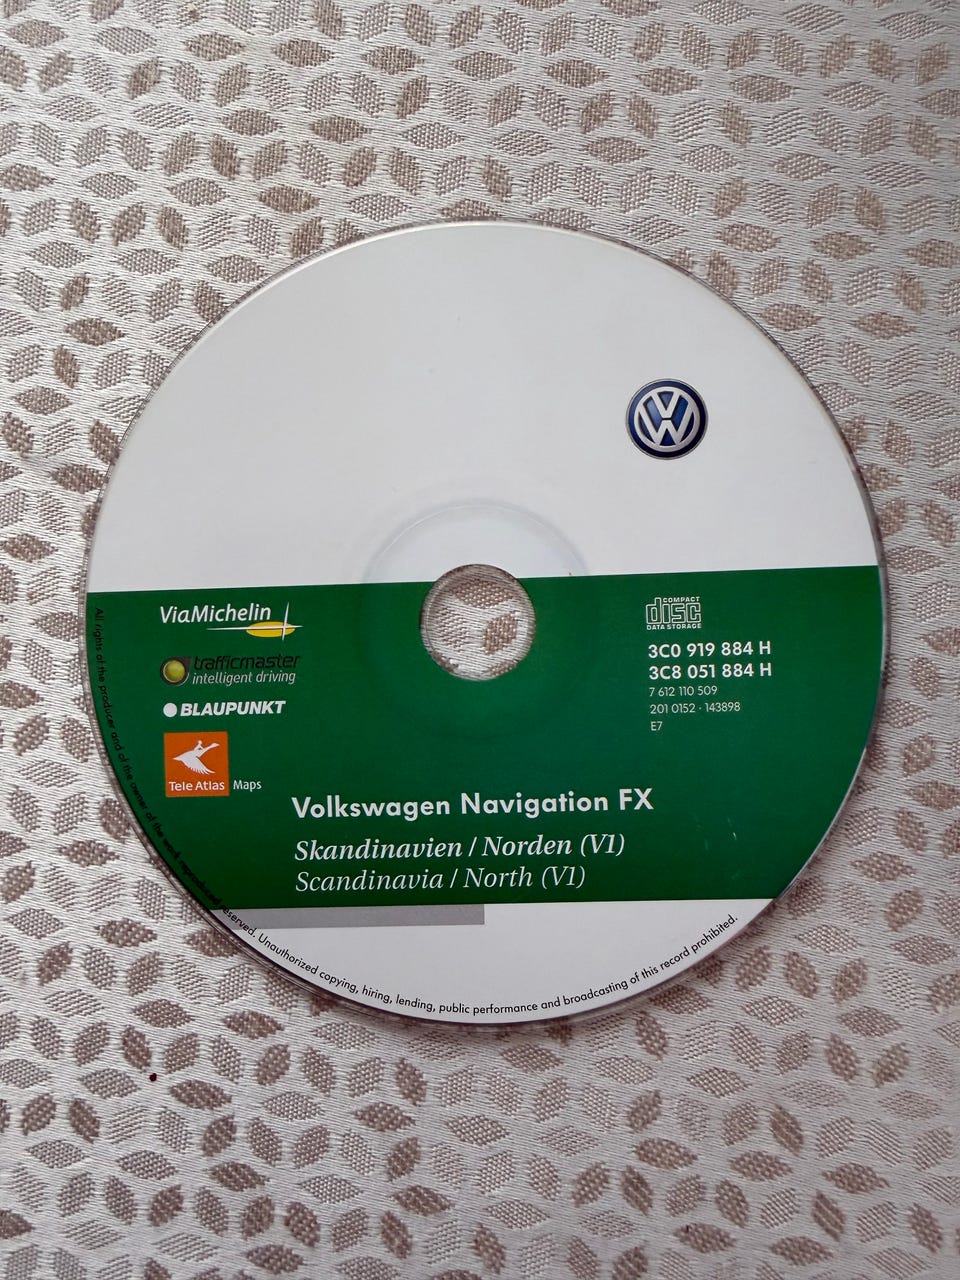 VW
ViaMichelin
trafficmaster
intelligent driving
BLAUPUNKT
Tele Atlas Maps
COMPACT
disc
DATA STORAGE
3C0 919 884 H
3C8 051 884 H
7 612 110 509
201 0152 · 143898
E7
Volkswagen Navigation FX
Skandinavien / Norden (V1)
Scandinavia / North (V1)
All rights of the producer and of the owner of the work reproduced reserved. Unauthorized copying, hiring, lending, public performance and broadcasting of this record prohibited.